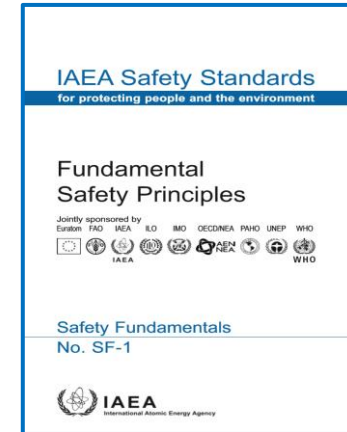 IAEA Safety Standards
for protecting people and the environment
Fundamental
Safety Principles
Jointly sponsored by
Euratom FAO IAEA ILO IMO OECD/NEA PAHO UNEP WHO
IAEA AEN NEA WHO
Safety Fundamentals
No. SF-1
IAEA
International Atomic Energy Agency